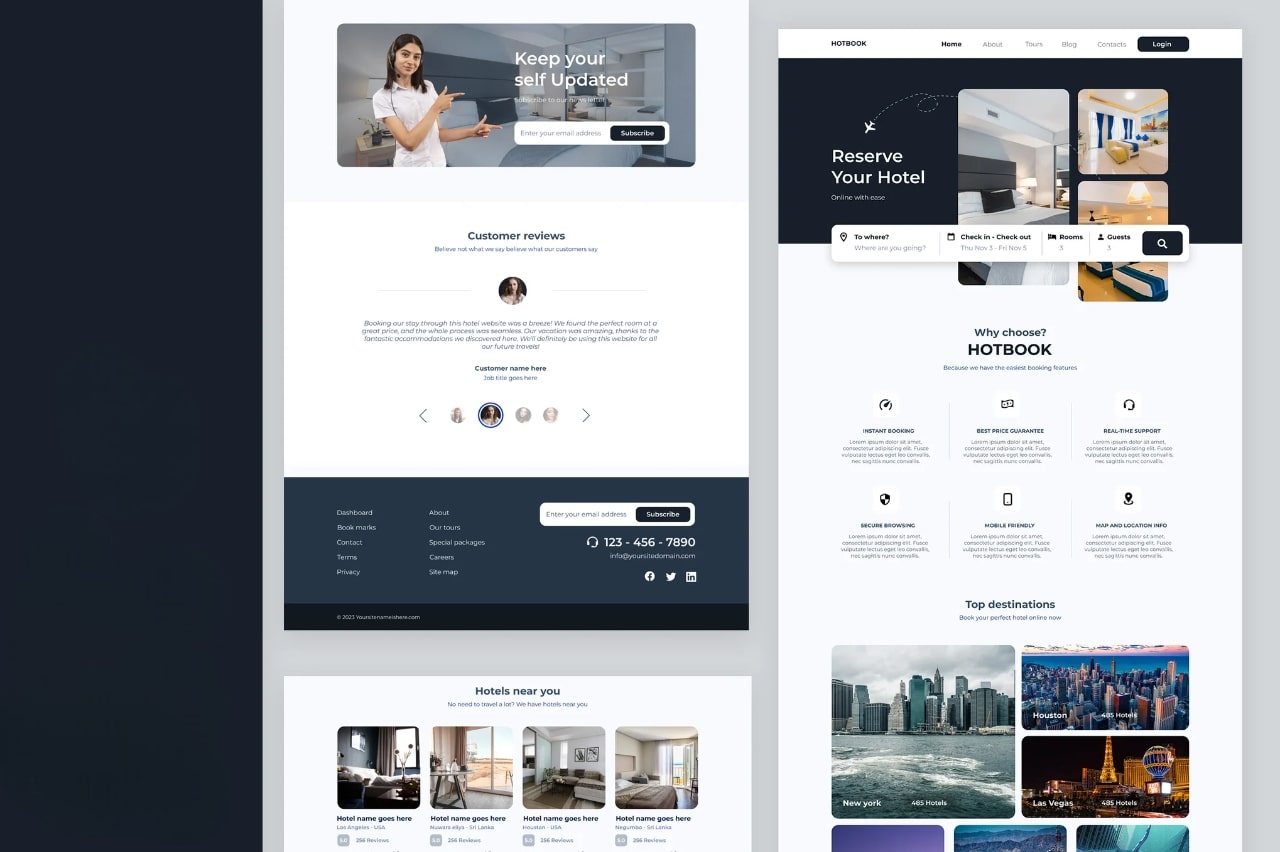 Keep your
self Updated
Subscribe to our news letter
Enter your email address
Subscribe
Customer reviews
Believe not what we say believe what our customers say
Booking our stay through this hotel website was a breeze! We found the perfect room at a
great price, and the whole process was seamless. Our vacation was amazing, thanks to the
fantastic accommodations we discovered here. We'll definitely be using this website for all
our future travels!
Customer name here
Job title goes here
Dashboard
Book marks
Contact
Terms
Privacy
About
Our tours
Special packages
Careers
Site map
Enter your email address
Subscribe
123 - 456 - 7890
info@yoursitedomain.com
© 2023 Yoursitenameishere.com
Hotels near you
No need to travel a lot? We have hotels near you
Hotel name goes here
Los Angeles - USA
5.0 256 Reviews
Hotel name goes here
Nuwara eliya - Sri Lanka
5.0 256 Reviews
Hotel name goes here
Houston - USA
5.0 256 Reviews
Hotel name goes here
Negumbo - Sri Lanka
5.0 256 Reviews
HOTBOOK
Home
About
Tours
Blog
Contacts
Login
Reserve
Your Hotel
Online with ease
To where?
Where are you going?
Check in - Check out
Thu Nov 3 - Fri Nov 5
Rooms
3
Guests
3
Why choose?
HOTBOOK
Because we have the easiest booking features
INSTANT BOOKING
Lorem ipsum dolor sit amet,
consectetur adipiscing elit. Fusce
vulputate lectus eget leo convallis,
nec sagittis nunc convallis.
BEST PRICE GUARANTEE
Lorem ipsum dolor sit amet,
consectetur adipiscing elit. Fusce
vulputate lectus eget leo convallis,
nec sagittis nunc convallis.
REAL-TIME SUPPORT
Lorem ipsum dolor sit amet,
consectetur adipiscing elit. Fusce
vulputate lectus eget leo convallis,
nec sagittis nunc convallis.
SECURE BROWSING
Lorem ipsum dolor sit amet,
consectetur adipiscing elit. Fusce
vulputate lectus eget leo convallis,
nec sagittis nunc convallis.
MOBILE FRIENDLY
Lorem ipsum dolor sit amet,
consectetur adipiscing elit. Fusce
vulputate lectus eget leo convallis,
nec sagittis nunc convallis.
MAP AND LOCATION INFO
Lorem ipsum dolor sit amet,
consectetur adipiscing elit. Fusce
vulputate lectus eget leo convallis,
nec sagittis nunc convallis.
Top destinations
Book your perfect hotel online now
New york 485 Hotels
Houston 485 Hotels
Las Vegas 485 Hotels